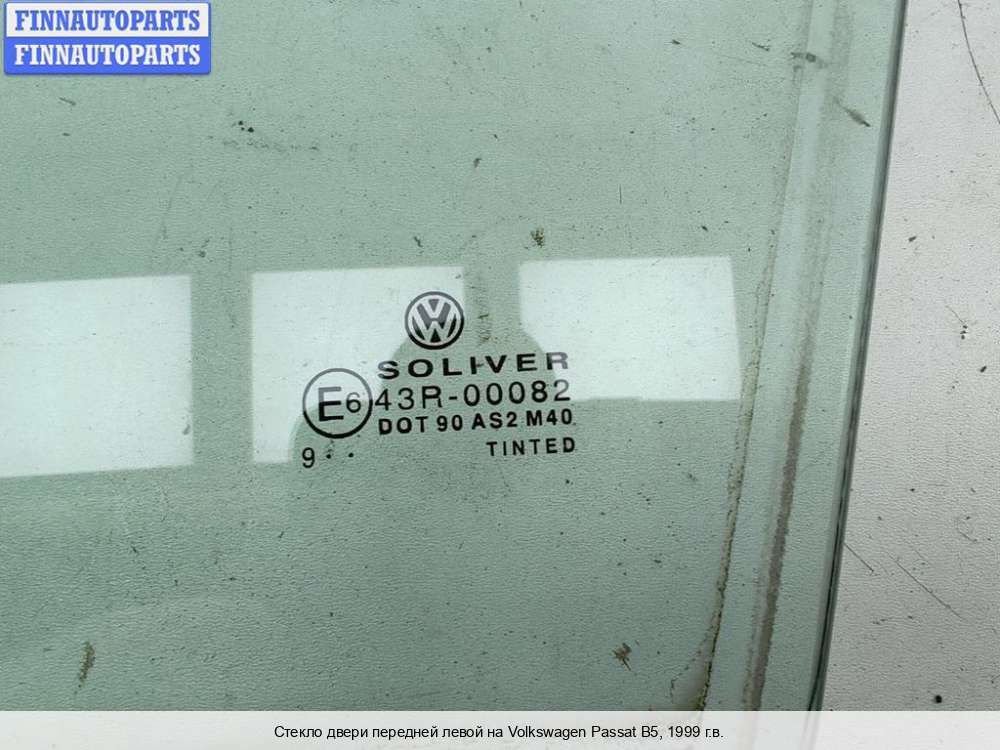 FINNAUTOPARTS
FINNAUTOPARTS
SOLIVER
E6 43R-00082
DOT 90 AS2 M40
9 · · TINTED
Стекло двери передней левой на Volkswagen Passat B5, 1999 г.в.